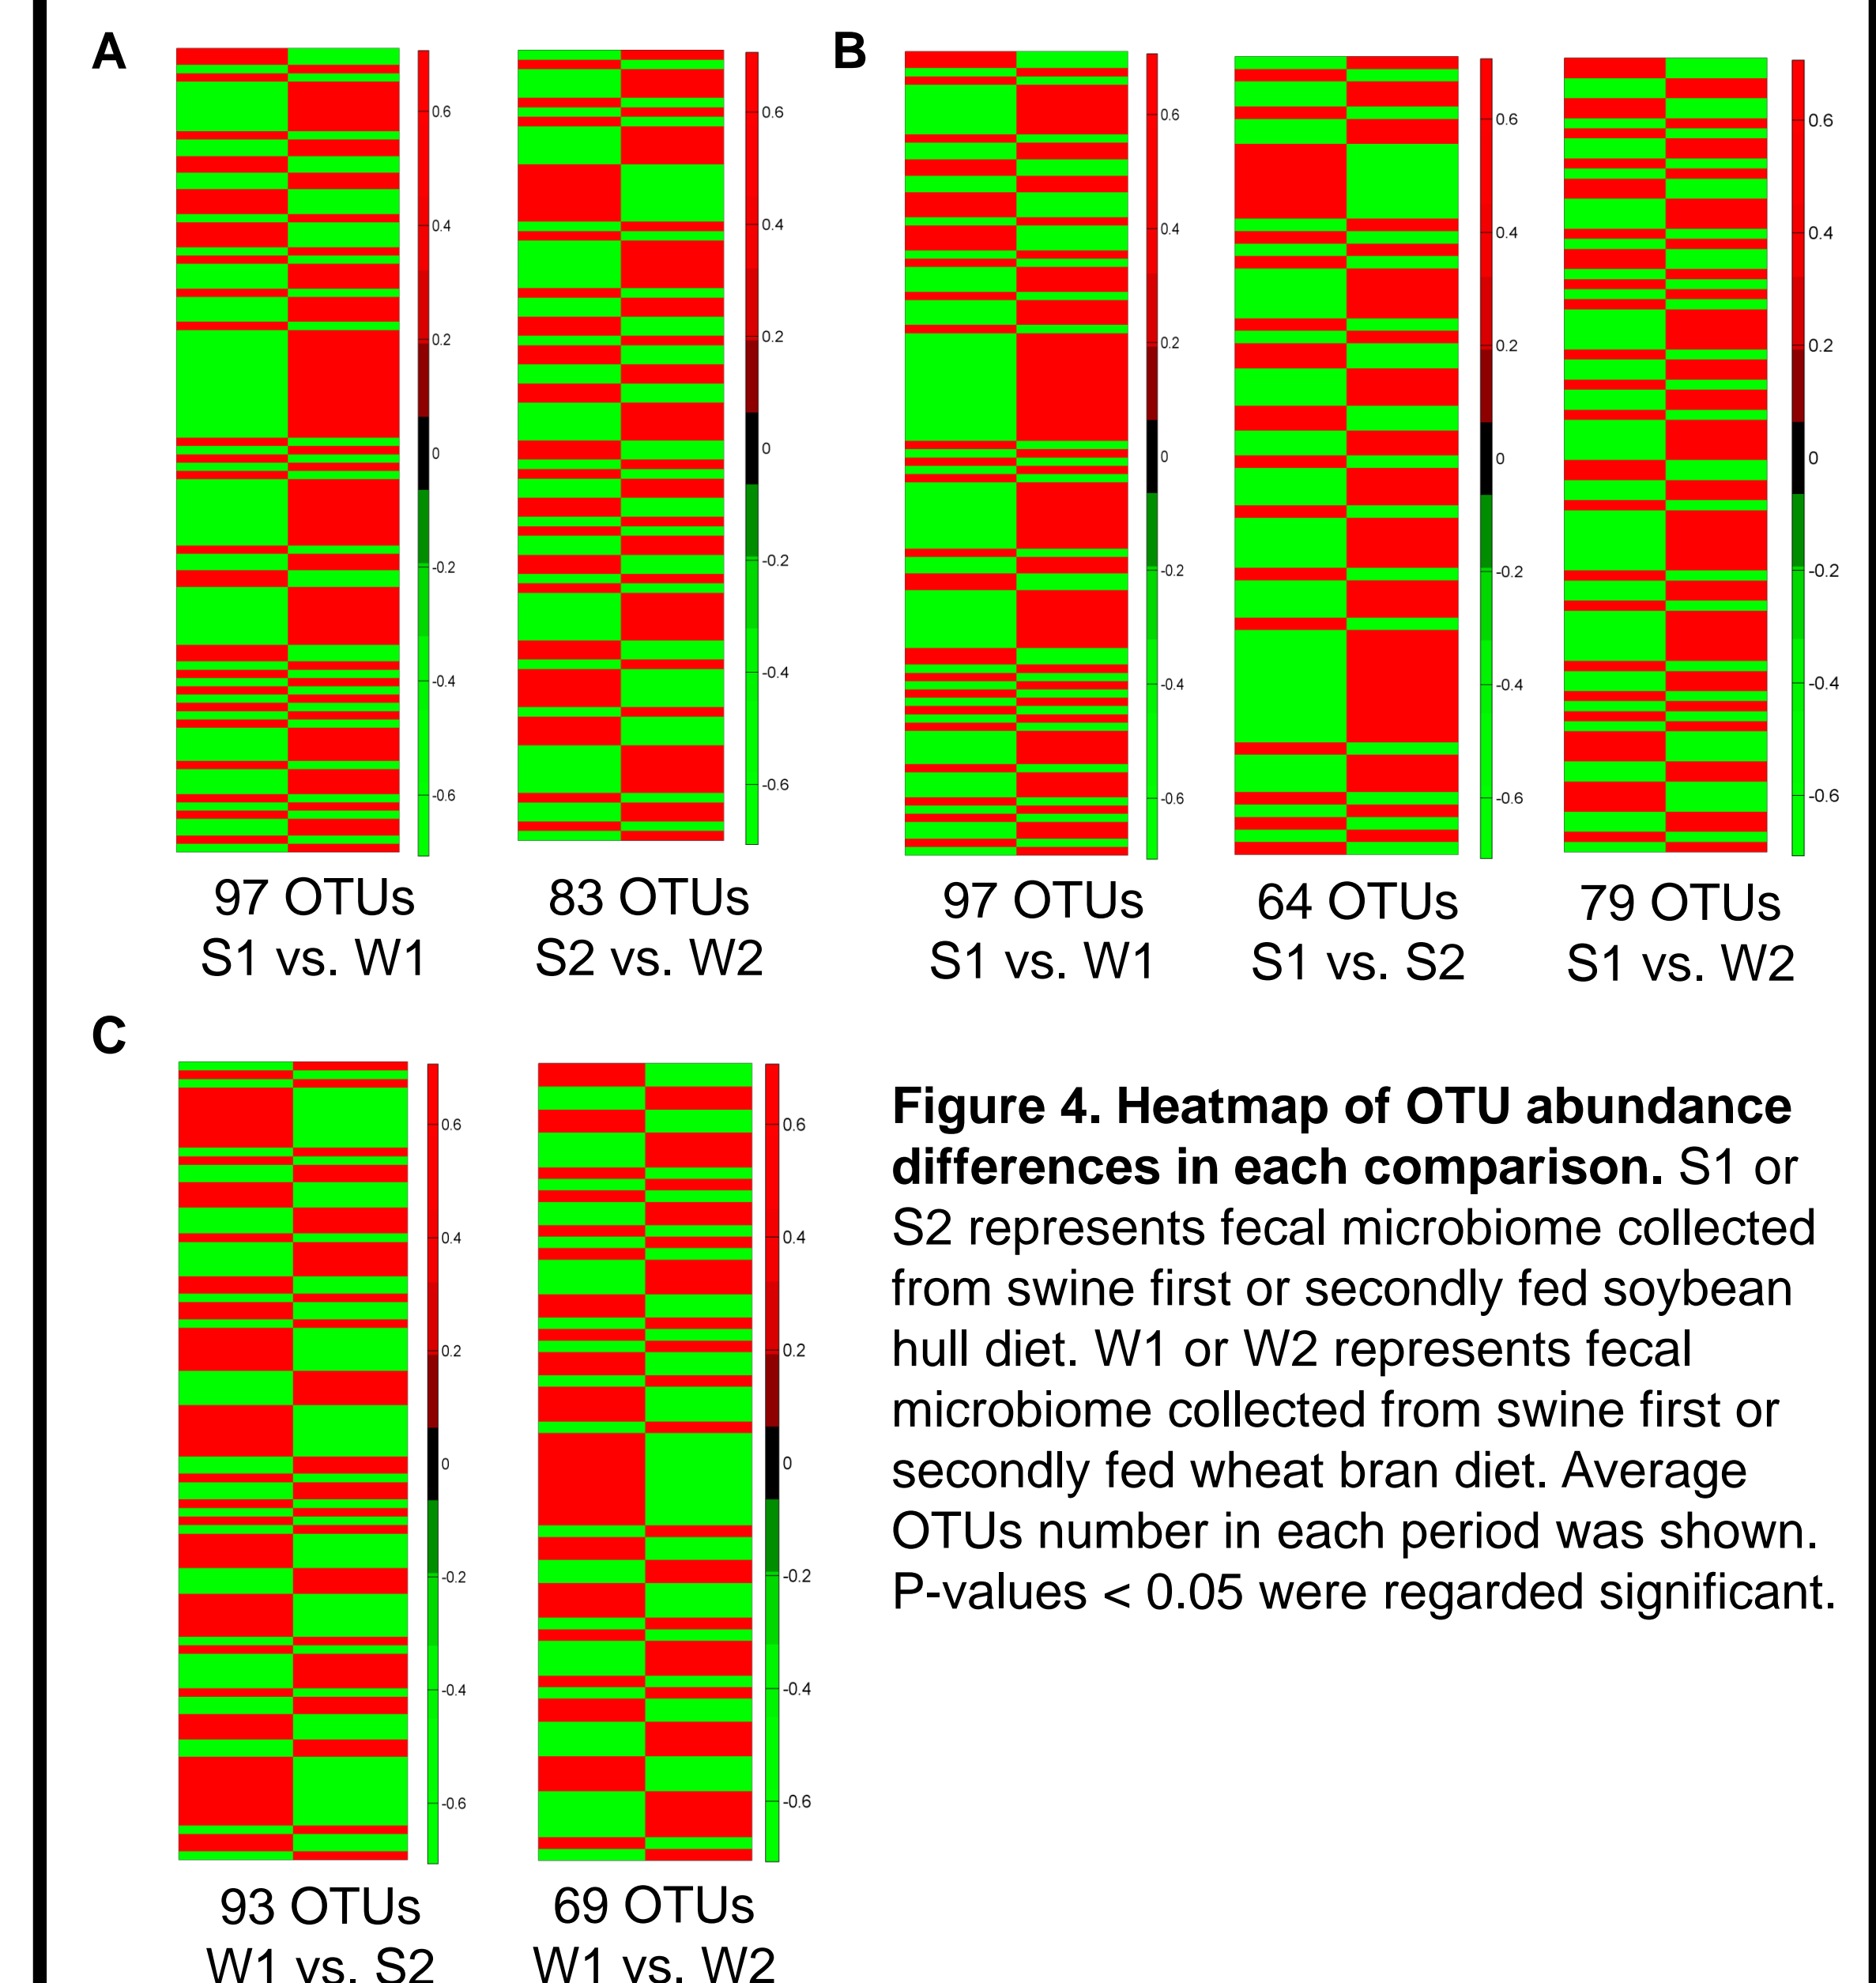 A
0.6
0.4
0.2
0
-0.2
-0.4
-0.6
97 OTUs
S1 vs. W1
0.6
0.4
0.2
0
-0.2
-0.4
-0.6
83 OTUs
S2 vs. W2
B
0.6
0.4
0.2
0
-0.2
-0.4
-0.6
97 OTUs
S1 vs. W1
0.6
0.4
0.2
0
-0.2
-0.4
-0.6
64 OTUs
S1 vs. S2
0.6
0.4
0.2
0
-0.2
-0.4
-0.6
79 OTUs
S1 vs. W2
C
0.6
0.4
0.2
0
-0.2
-0.4
-0.6
93 OTUs
W1 vs. S2
0.6
0.4
0.2
0
-0.2
-0.4
-0.6
69 OTUs
W1 vs. W2
Figure 4. Heatmap of OTU abundance
differences in each comparison. S1 or
S2 represents fecal microbiome collected
from swine first or secondly fed soybean
hull diet. W1 or W2 represents fecal
microbiome collected from swine first or
secondly fed wheat bran diet. Average
OTUs number in each period was shown.
P-values < 0.05 were regarded significant.